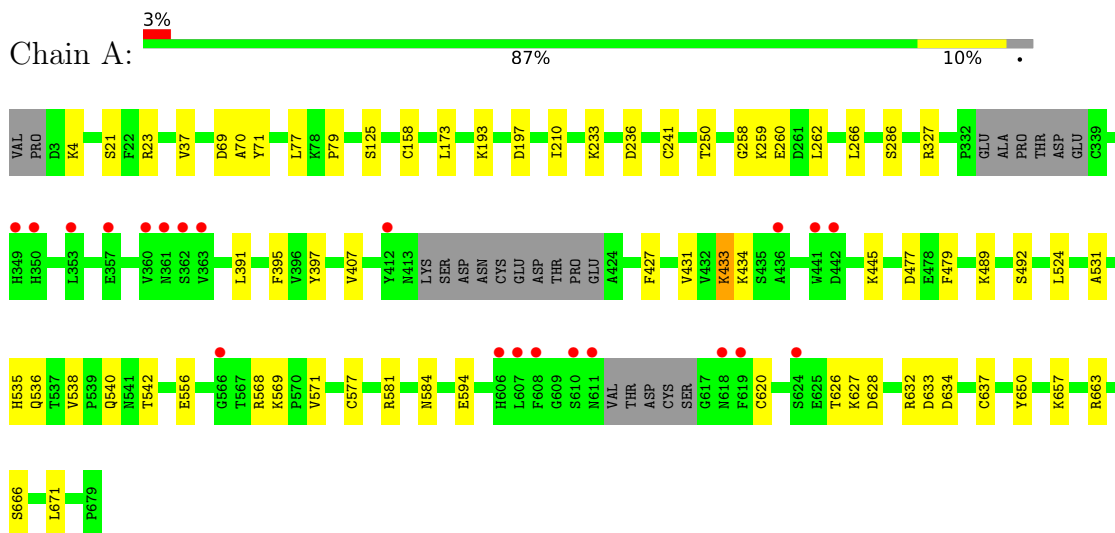 3%
Chain A:
87% 10% •
VAL PRO D3 K4 S21 F22 R23 V37 D69 A70 Y71 L77 K78 P79 S125 C158 L173 K193 D197 I210 K233 D236 C241 T250 G258 K259 E260 D261 L262 L266 S286 R327 P332 GLU ALA PRO THR ASP GLU C339
H349 H350 L353 E357 V360 N361 S362 V363 L391 F395 V396 Y397 V407 Y412 N413 LYS SER ASP ASN CYS GLU ASP THR PRO GLU A424 F427 V431 V432 K433 K434 S435 A436 W441 D442 K445 D477 E478 F479 K489 S492 L524 A531
H535 Q536 T537 V538 P539 Q540 N541 T542 E556 G566 T567 R568 K569 P570 V571 C577 R581 N584 E594 H606 L607 F608 G609 S610 N611 VAL THR ASP CYS SER G617 N618 F619 C620 S624 E625 T626 K627 D628 R632 D633 D634 C637 Y650 K657 R663
S666 L671 P679